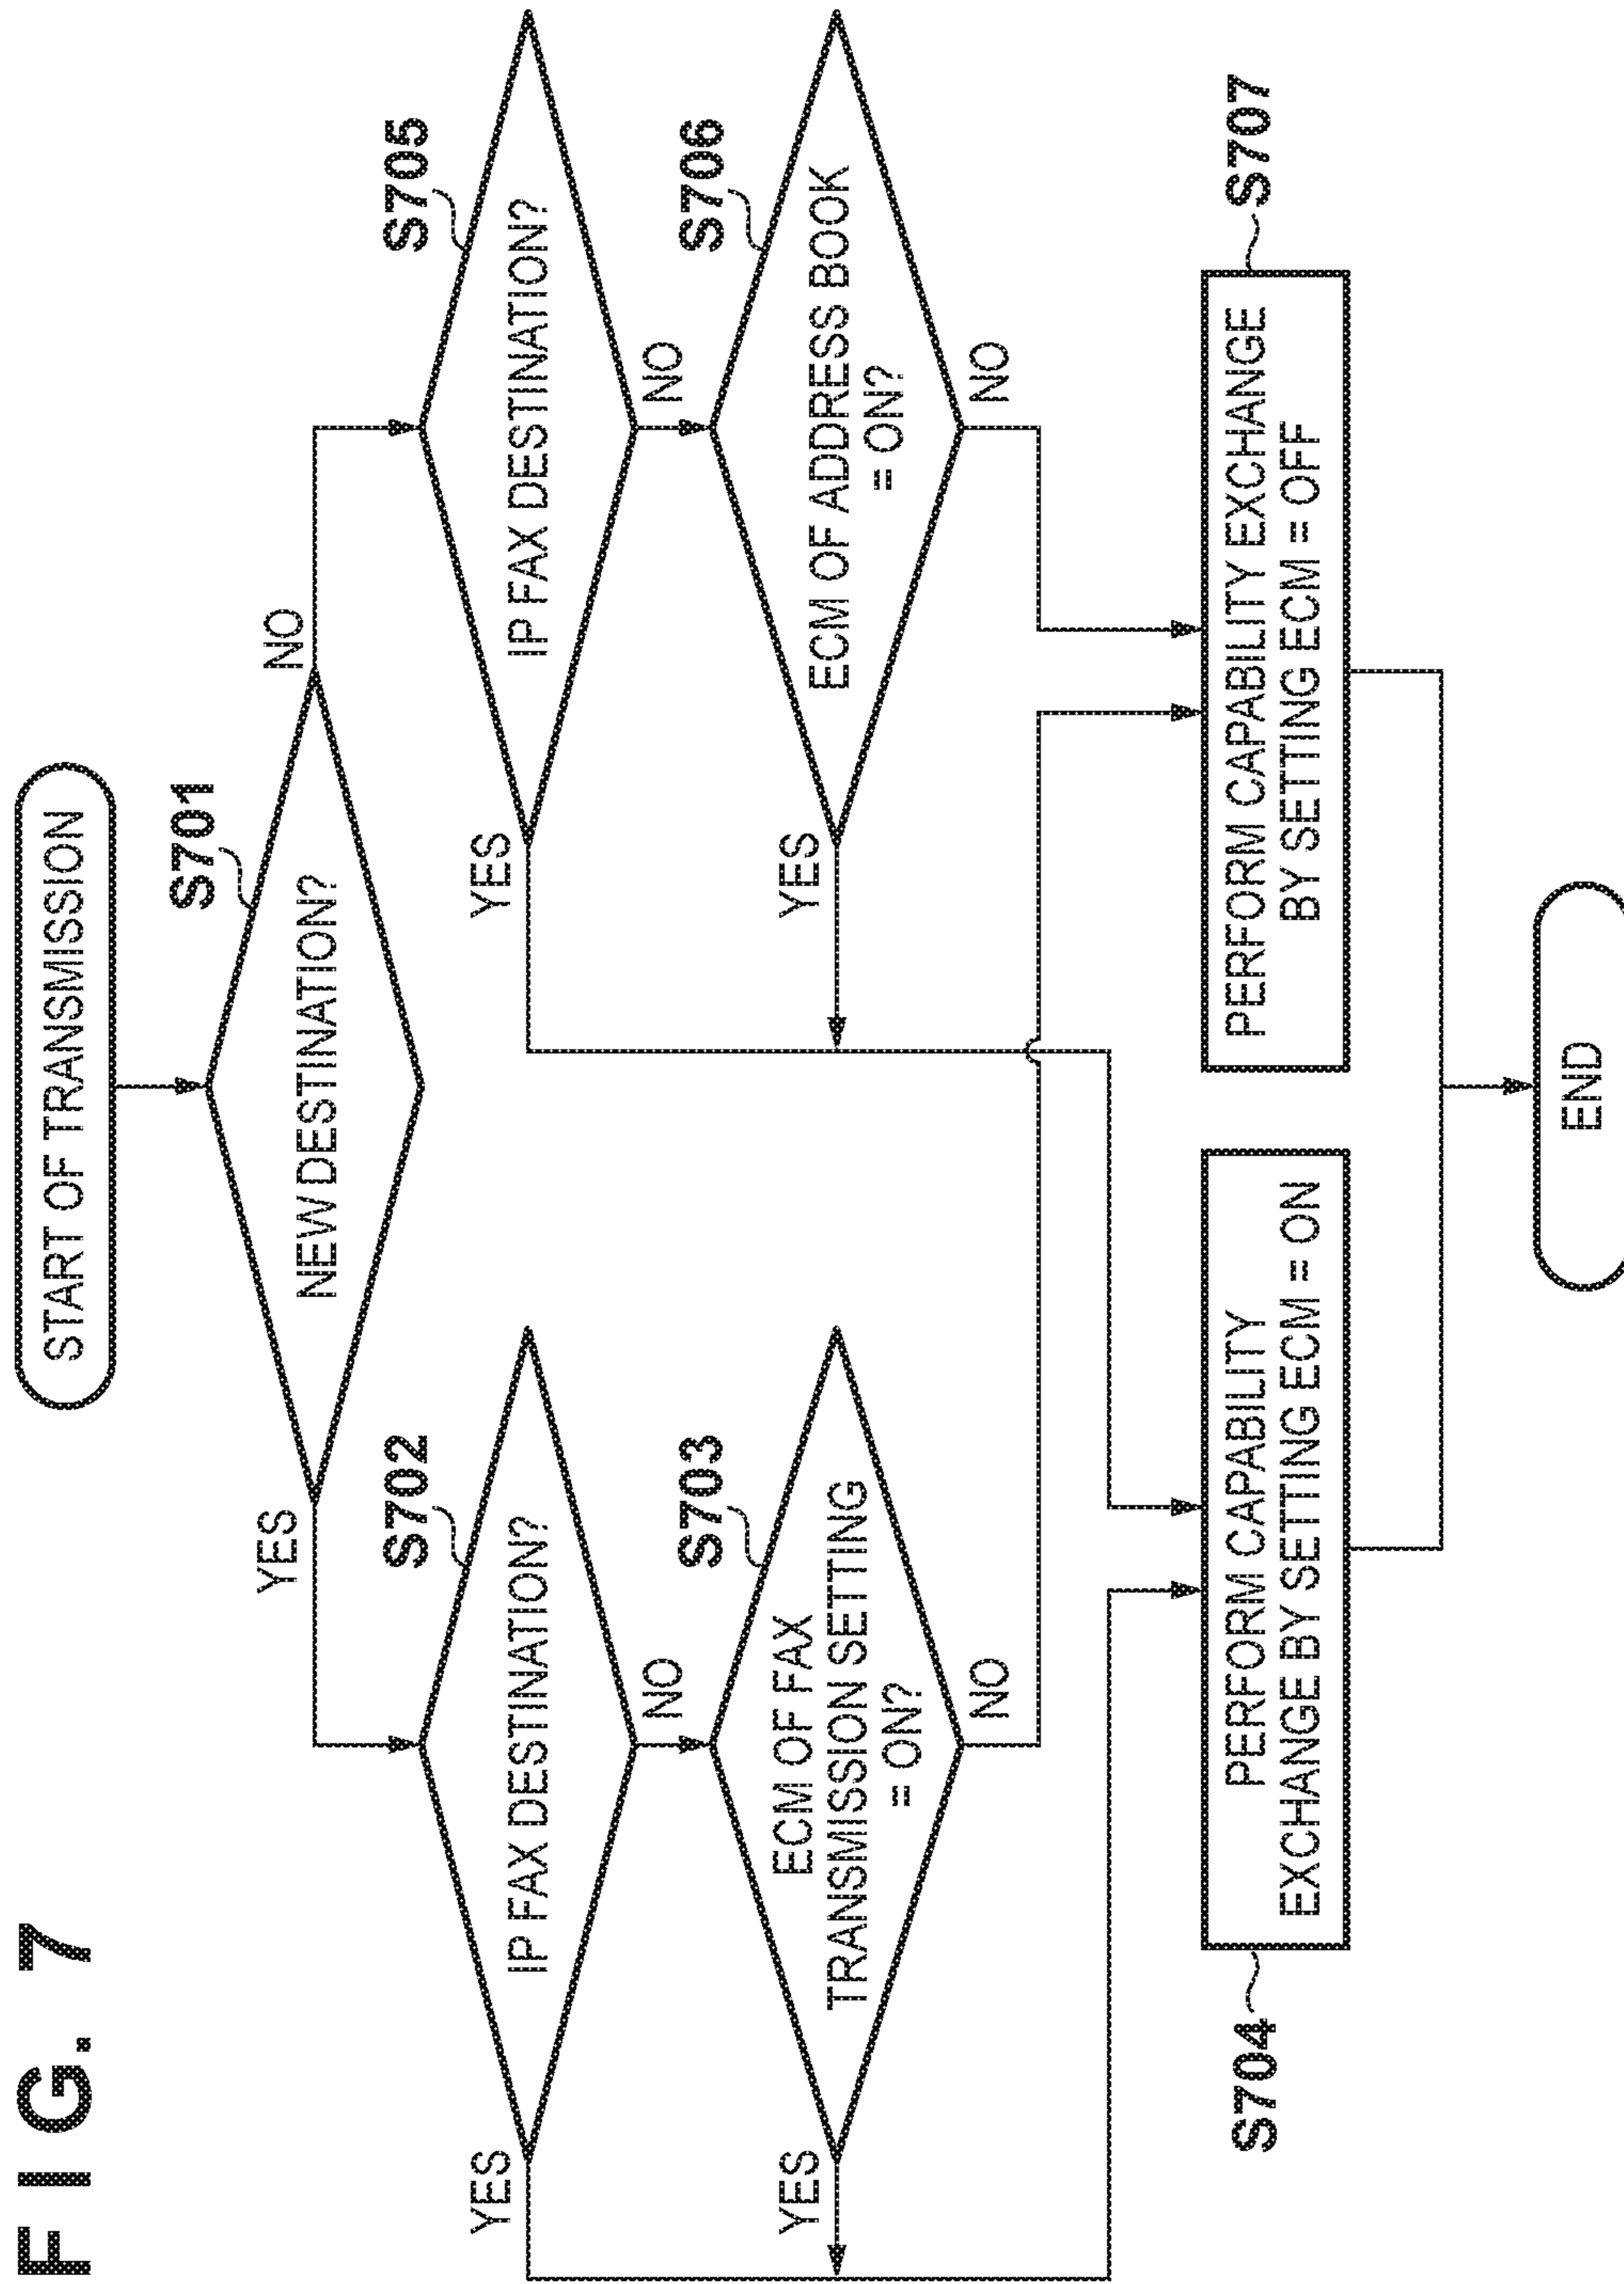 FIG. 7
START OF TRANSMISSION
S701
NEW DESTINATION?
YES
NO
S702
IP FAX DESTINATION?
YES
NO
S703
ECM OF FAX
TRANSMISSION SETTING
= ON?
YES
NO
S705
IP FAX DESTINATION?
YES
NO
S706
ECM OF ADDRESS BOOK
= ON?
YES
NO
S704
PERFORM CAPABILITY
EXCHANGE BY SETTING ECM = ON
S707
PERFORM CAPABILITY EXCHANGE
BY SETTING ECM = OFF
END